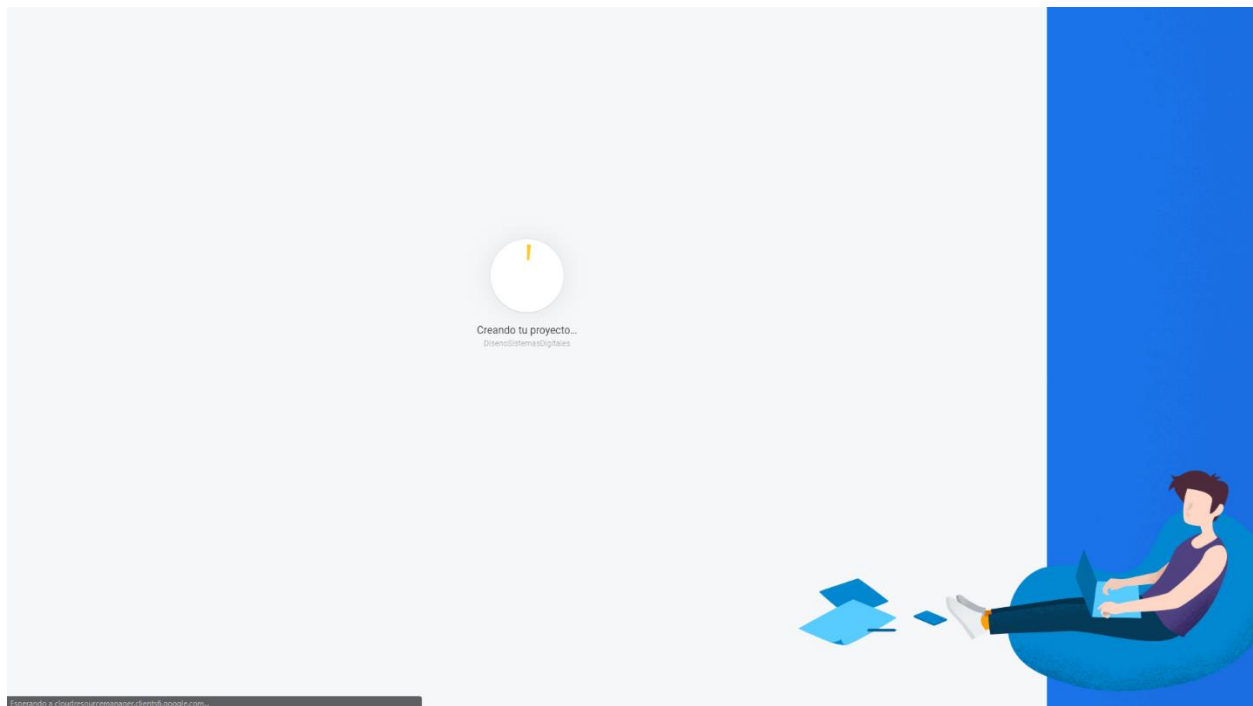 Creando tu proyecto...
DisenoSistemasDigitales
Esperando a cloudresourcemanager.clients6.google.com...